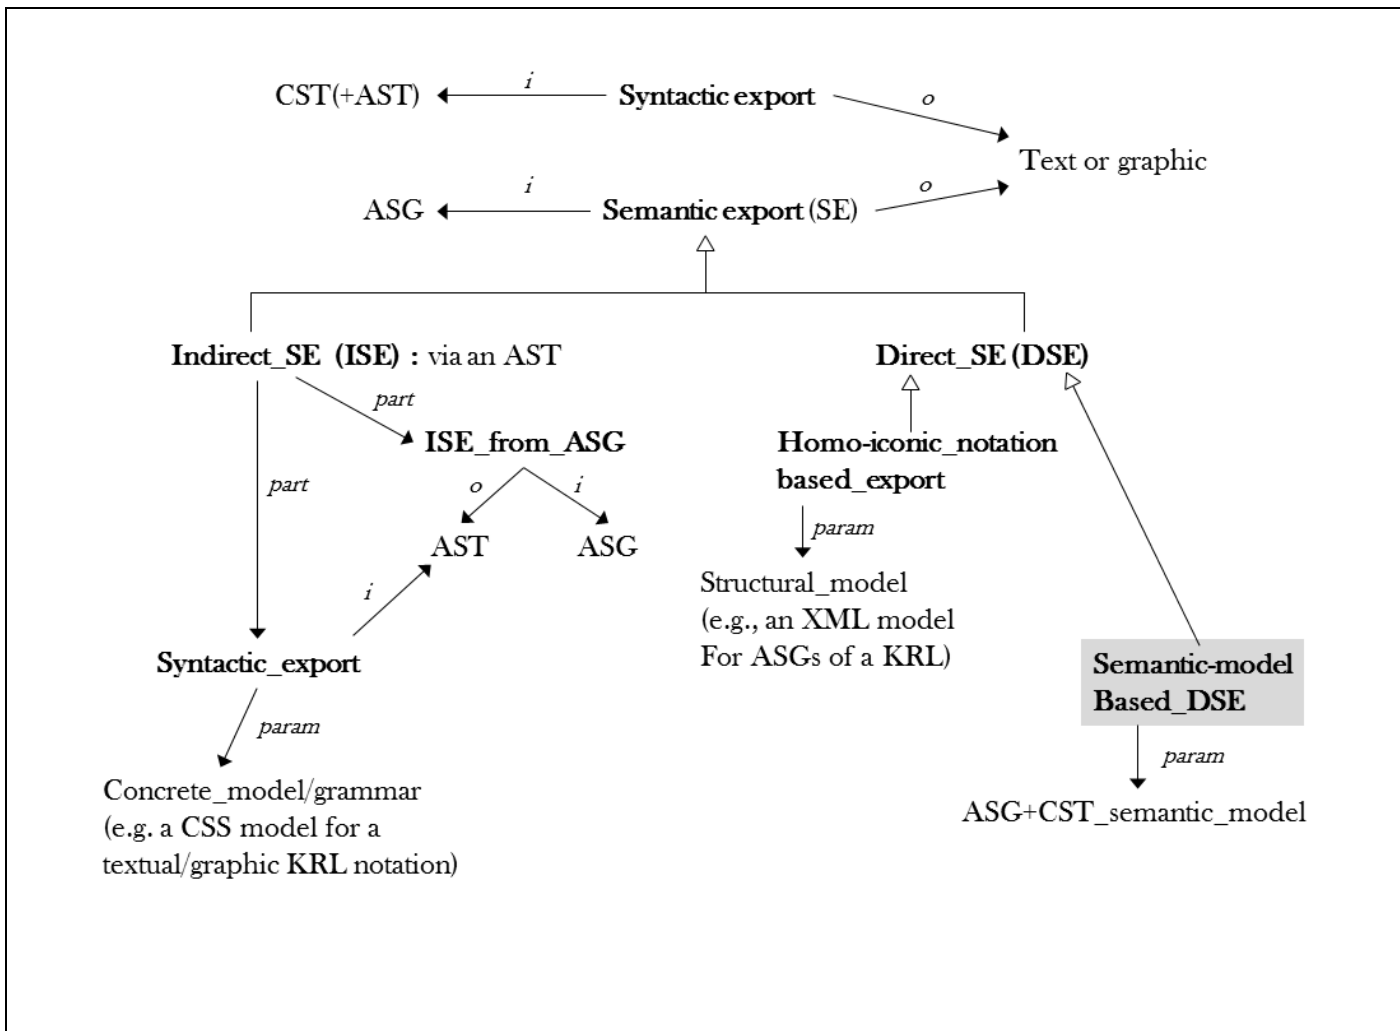 i
o
CST(+AST)
Syntactic export
Text or graphic
i
o
ASG
Semantic export (SE)
Indirect_SE (ISE) : via an AST
Direct_SE (DSE)
part
ISE_from_ASG
Homo-iconic_notation
based_export
part
o
i
param
AST
ASG
i
Structural_model
(e.g., an XML model
For ASGs of a KRL)
Syntactic_export
Semantic-model
Based_DSE
param
param
Concrete_model/grammar
(e.g. a CSS model for a
textual/graphic KRL notation)
ASG+CST_semantic_model